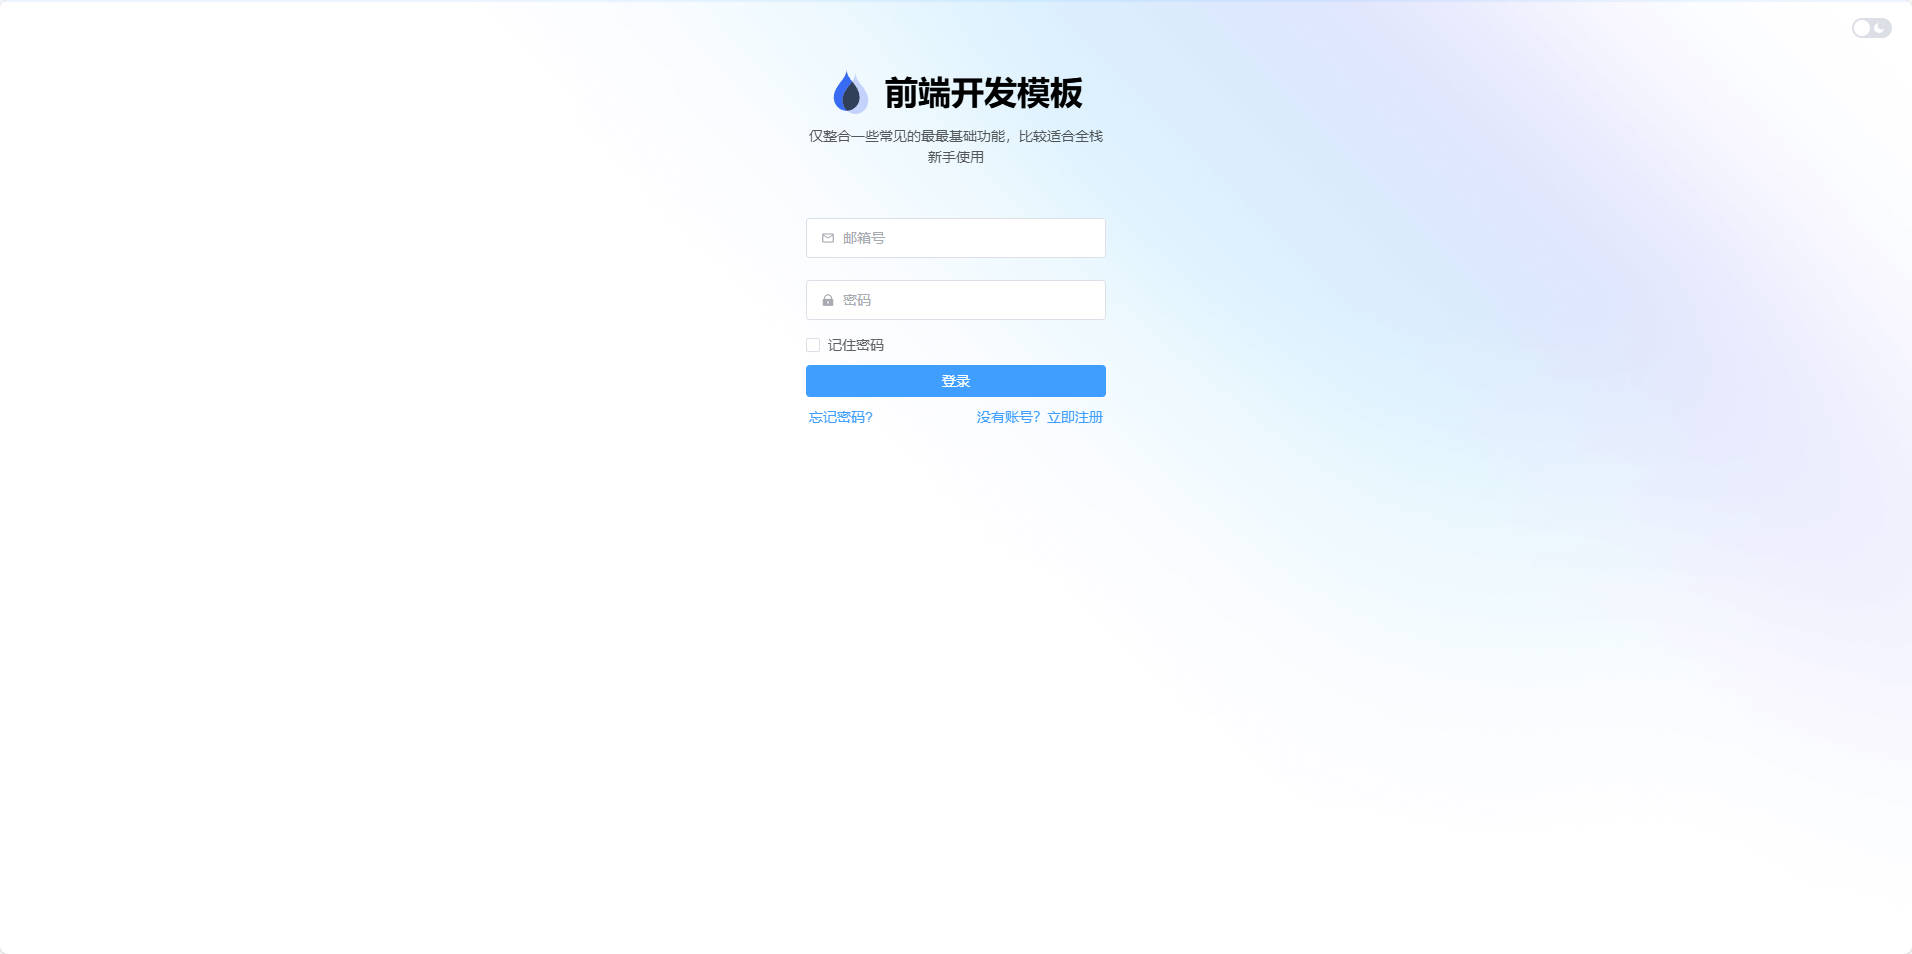 前端开发模板
仅整合一些常见的最最基础功能，比较适合全栈
新手使用
邮箱号
密码
记住密码
登录
忘记密码?
没有账号？立即注册